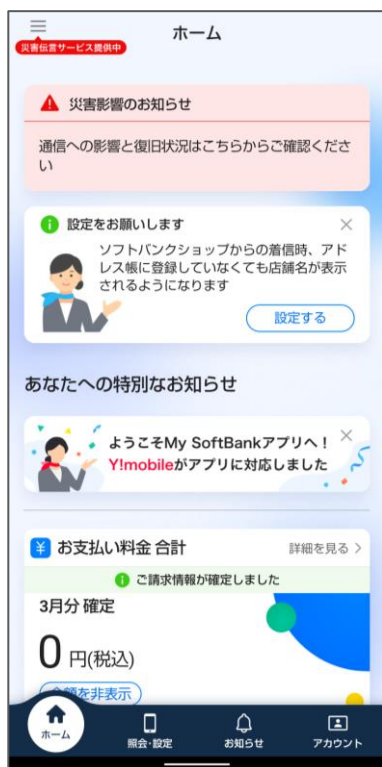 ホーム
災害伝言サービス提供中
災害影響のお知らせ
通信への影響と復旧状況はこちらからご確認くださ
い
設定をお願いします
ソフトバンクショップからの着信時、アド
レス帳に登録していなくても店舗名が表示
されるようになります
設定する
あなたへの特別なお知らせ
ようこそMy SoftBankアプリへ！
Y!mobileがアプリに対応しました
お支払い料金 合計
詳細を見る
ご請求情報が確定しました
3月分 確定
0 円(税込)
金額を非表示
ホーム
照会・設定
お知らせ
アカウント